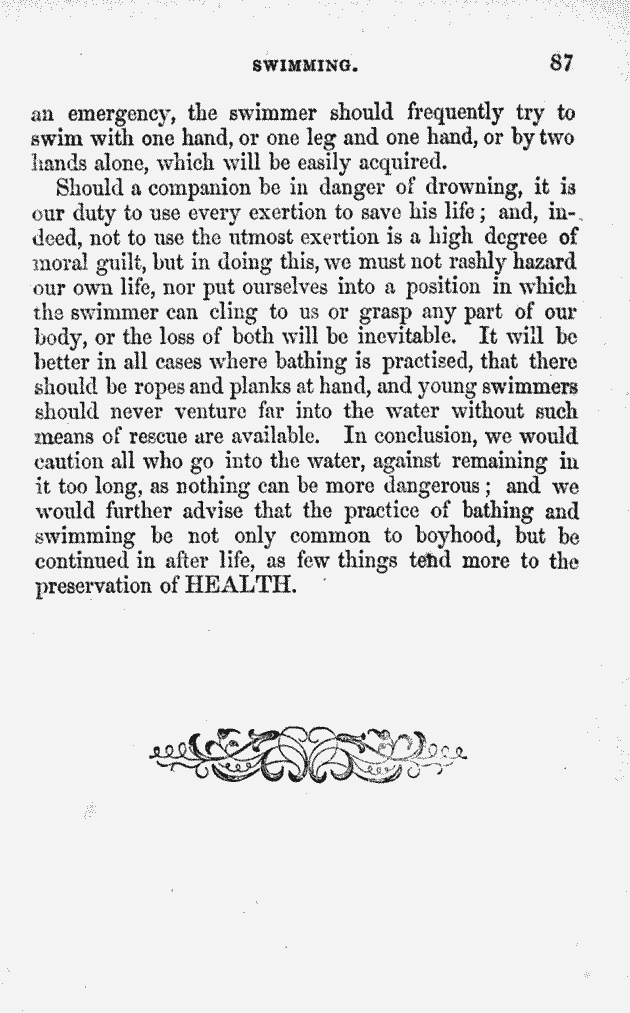 SWIMMING. 87
an emergency, the swimmer should frequently try to
swim with one hand, or one leg and one hand, or by two
hands alone, which will be easily acquired.
Should a companion be in danger of drowning, it is
our duty to use every exertion to save his life; and, in-
deed, not to use the utmost exertion is a high degree of
moral guilt, but in doing this, we must not rashly hazard
our own life, nor put ourselves into a position in which
the swimmer can cling to us or grasp any part of our
body, or the loss of both will be inevitable. It will be
better in all cases where bathing is practised, that there
should be ropes and planks at hand, and young swimmers
should never venture far into the water without such
means of rescue are available. In conclusion, we would
caution all who go into the water, against remaining in
it too long, as nothing can be more dangerous; and we
would further advise that the practice of bathing and
swimming be not only common to boyhood, but be
continued in after life, as few things tend more to the
preservation of HEALTH.